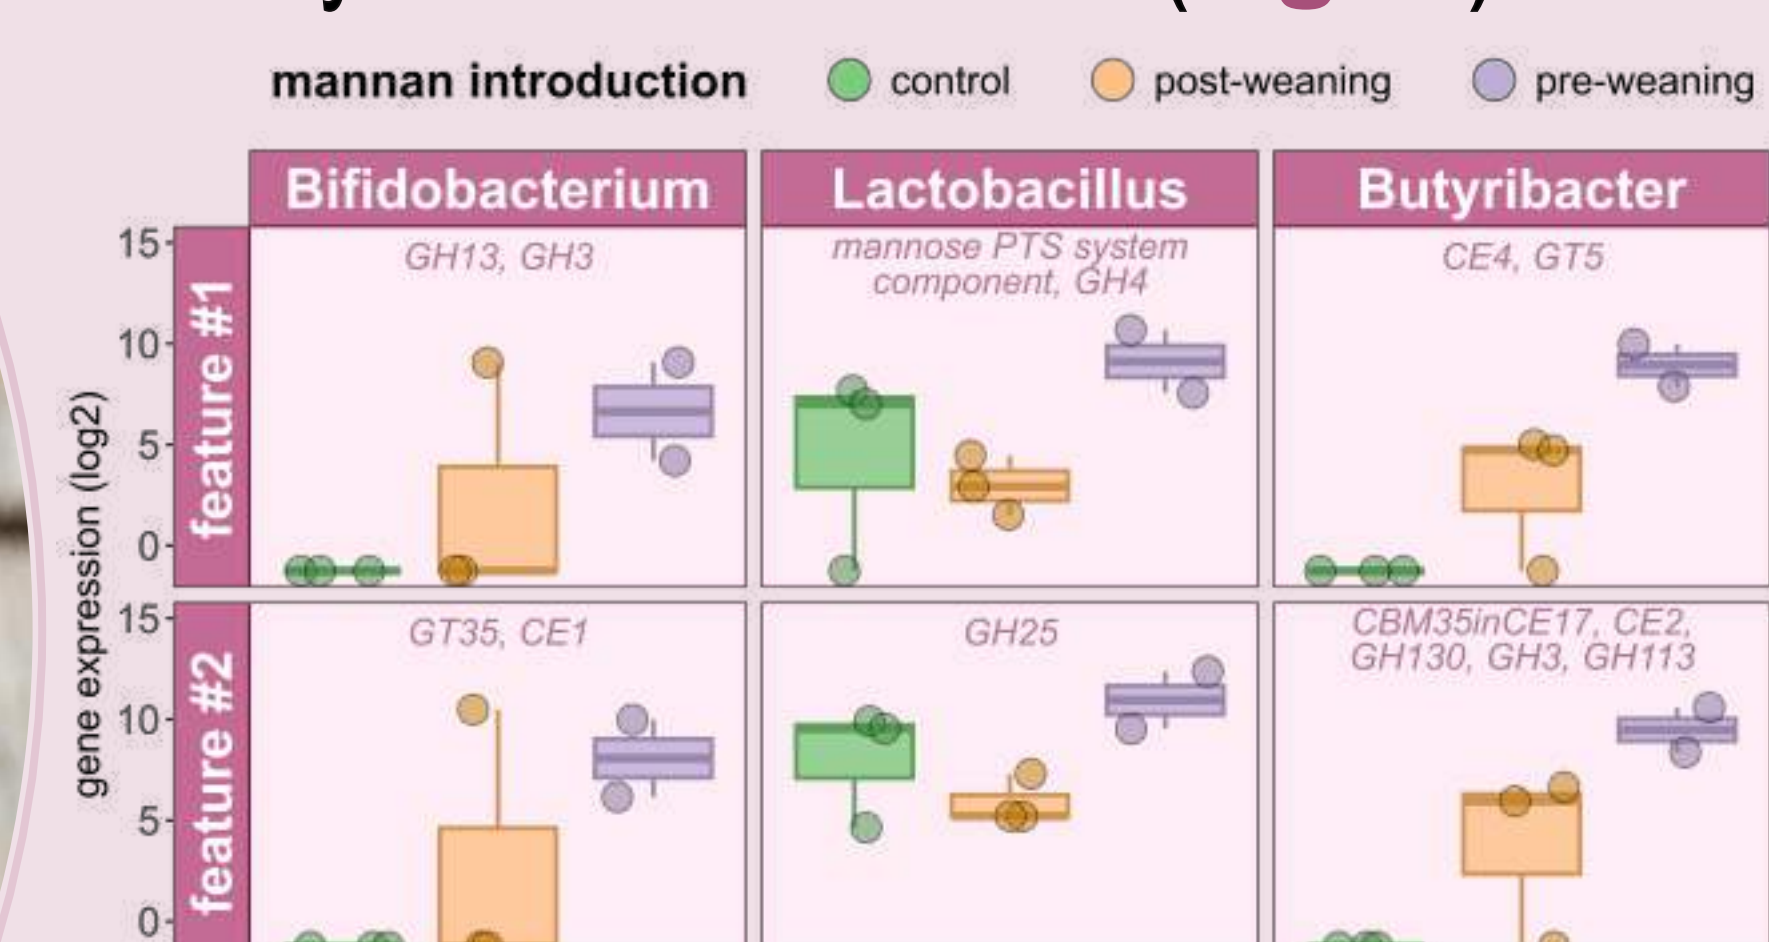 mannan introduction control post-weaning pre-weaning
Bifidobacterium Lactobacillus Butyribacter
gene expression (log2)
feature #1
15
10
5
0
GH13, GH3
mannose PTS system
component, GH4
CE4, GT5
feature #2
15
10
5
0
GT35, CE1
GH25
CBM35inCE17, CE2,
GH130, GH3, GH113